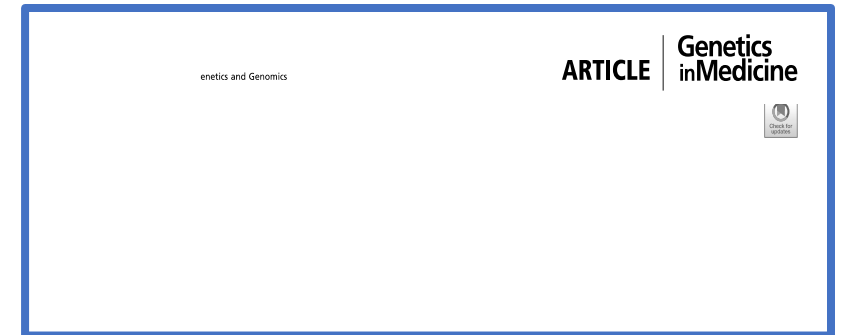 enetics and Genomics
ARTICLE
Genetics
inMedicine
Check for
updates